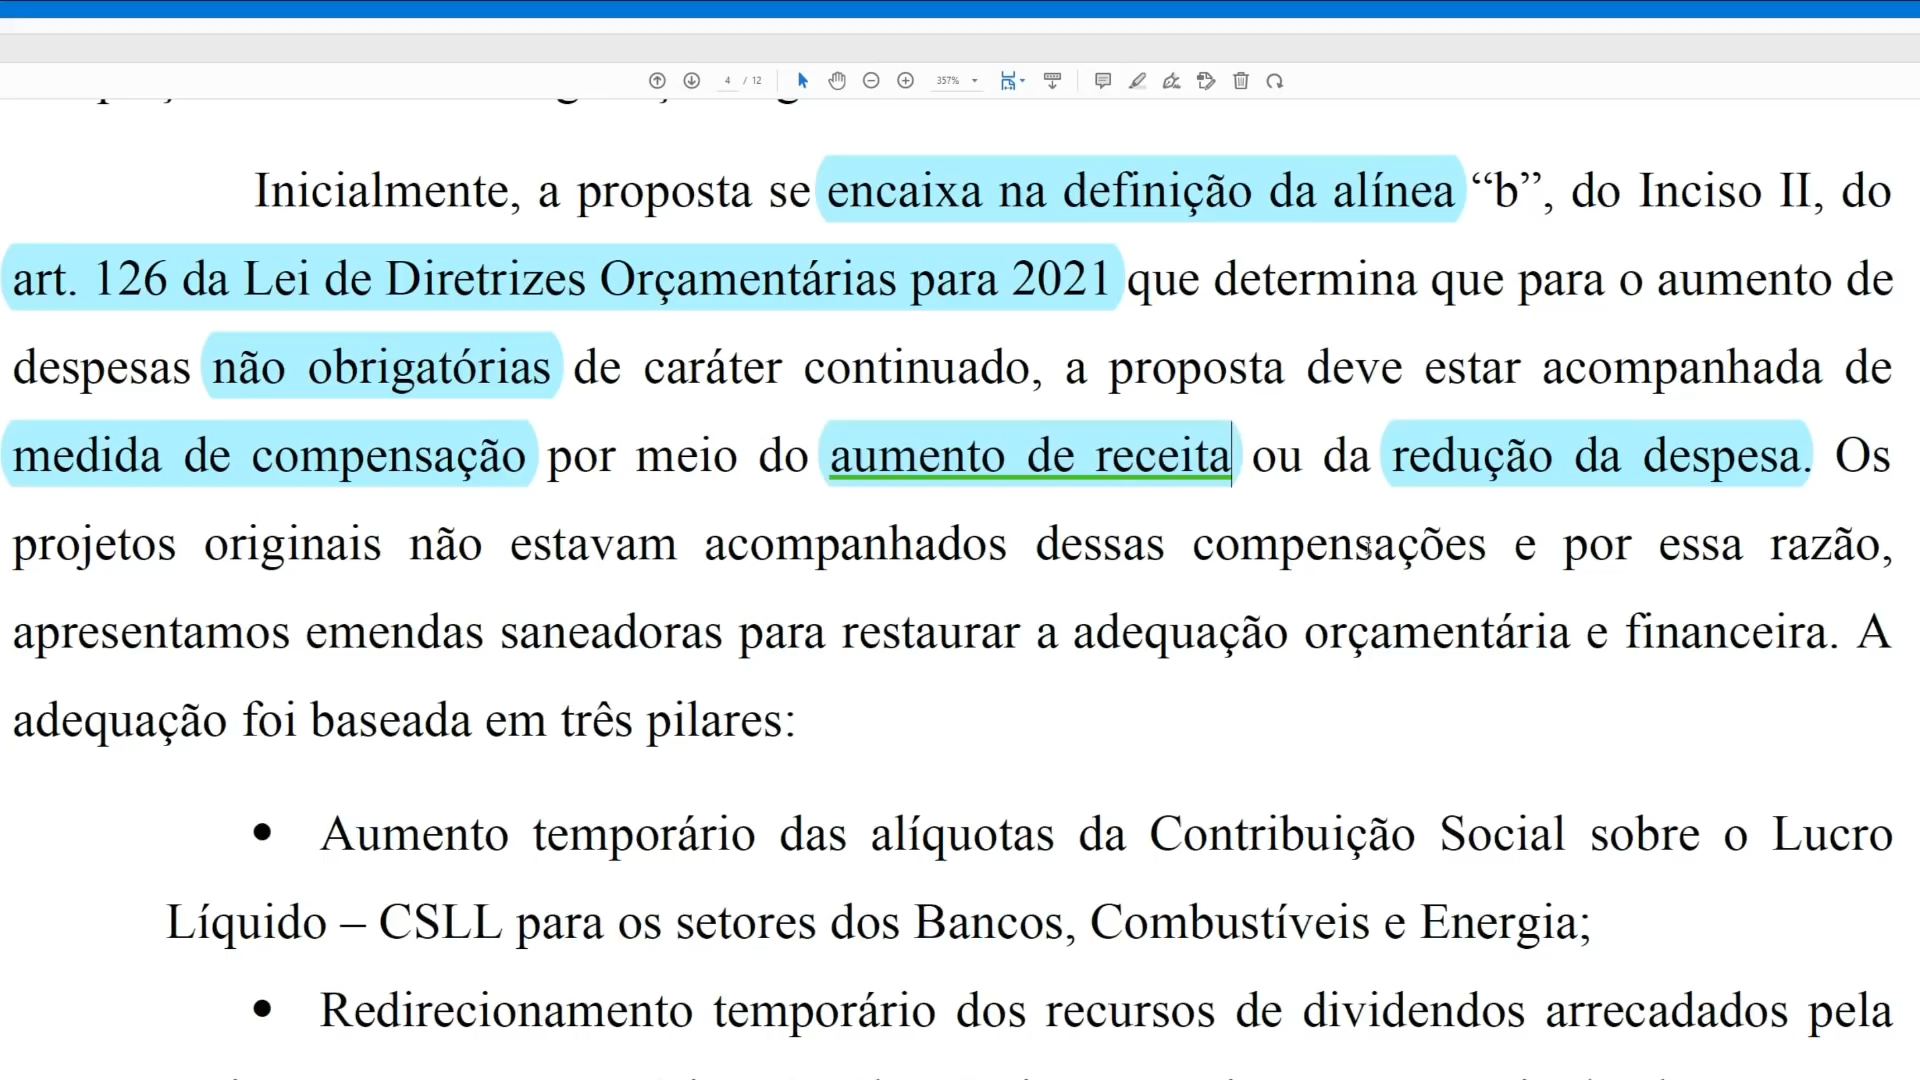 4 / 12
357%
Inicialmente, a proposta se encaixa na definição da alínea “b”, do Inciso II, do
art. 126 da Lei de Diretrizes Orçamentárias para 2021 que determina que para o aumento de
despesas não obrigatórias de caráter continuado, a proposta deve estar acompanhada de
medida de compensação por meio do aumento de receita ou da redução da despesa. Os
projetos originais não estavam acompanhados dessas compensações e por essa razão,
apresentamos emendas saneadoras para restaurar a adequação orçamentária e financeira. A
adequação foi baseada em três pilares:
• Aumento temporário das alíquotas da Contribuição Social sobre o Lucro
Líquido – CSLL para os setores dos Bancos, Combustíveis e Energia;
• Redirecionamento temporário dos recursos de dividendos arrecadados pela